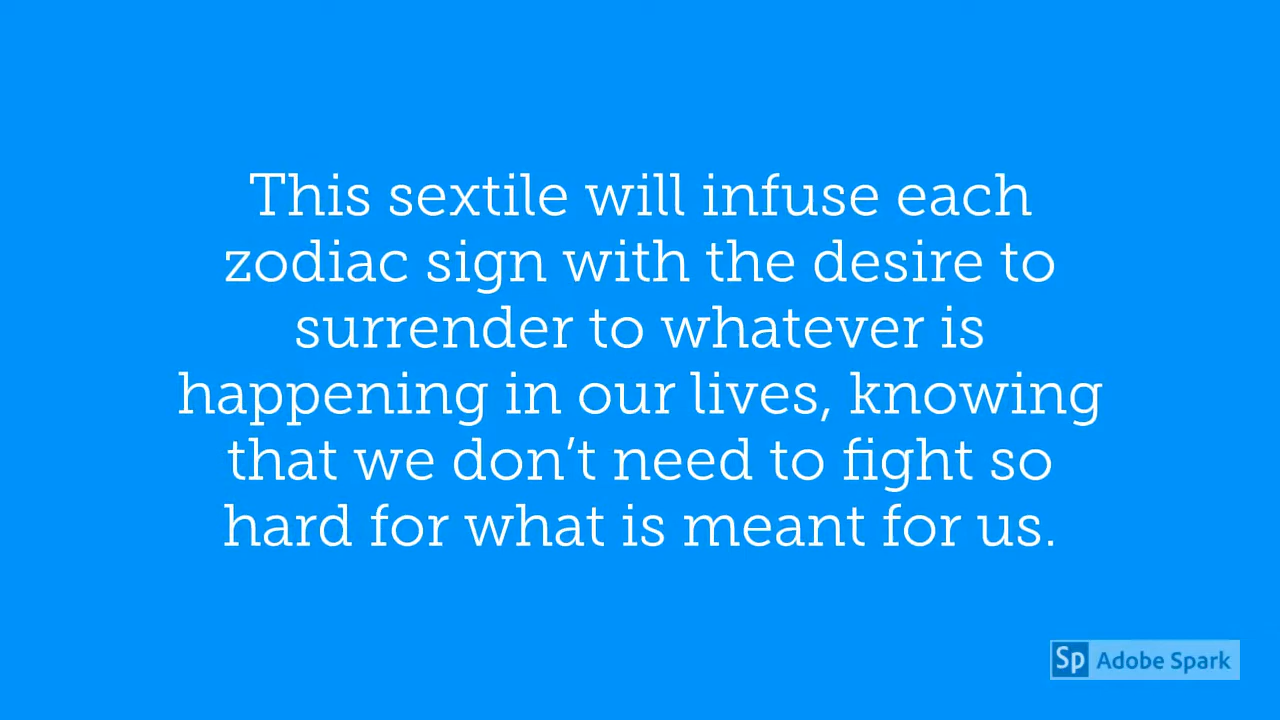 This sextile will infuse each
zodiac sign with the desire to
surrender to whatever is
happening in our lives, knowing
that we don’t need to fight so
hard for what is meant for us.
Sp Adobe Spark